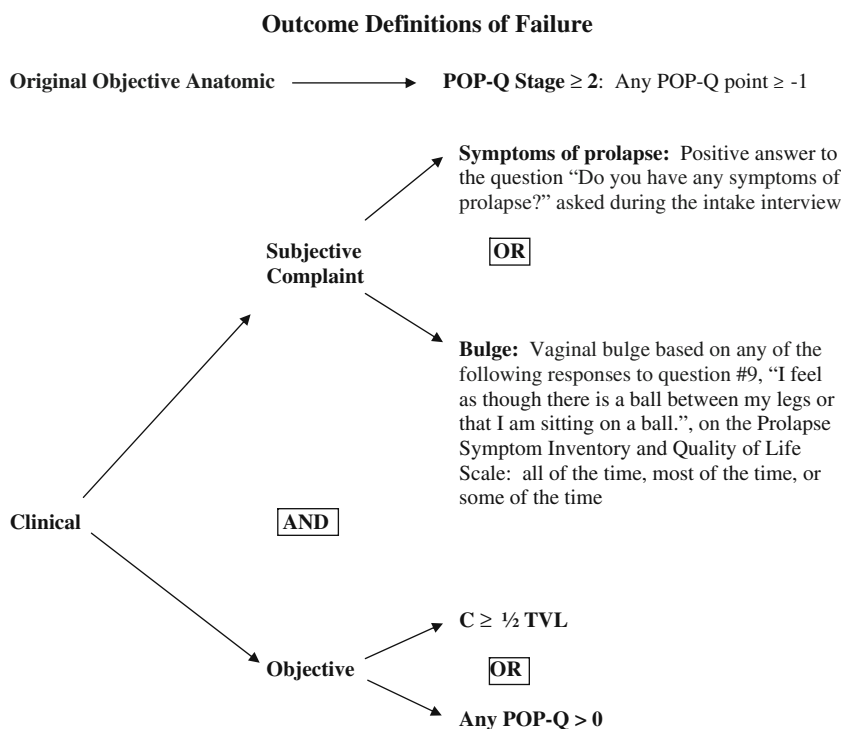 Outcome Definitions of Failure
Original Objective Anatomic
POP-Q Stage ≥ 2: Any POP-Q point ≥ -1
Symptoms of prolapse: Positive answer to
the question “Do you have any symptoms of
prolapse?” asked during the intake interview
Subjective
Complaint
OR
Bulge: Vaginal bulge based on any of the
following responses to question #9, “I feel
as though there is a ball between my legs or
that I am sitting on a ball.”, on the Prolapse
Symptom Inventory and Quality of Life
Scale: all of the time, most of the time, or
some of the time
Clinical
AND
C ≥ ½ TVL
Objective
OR
Any POP-Q > 0